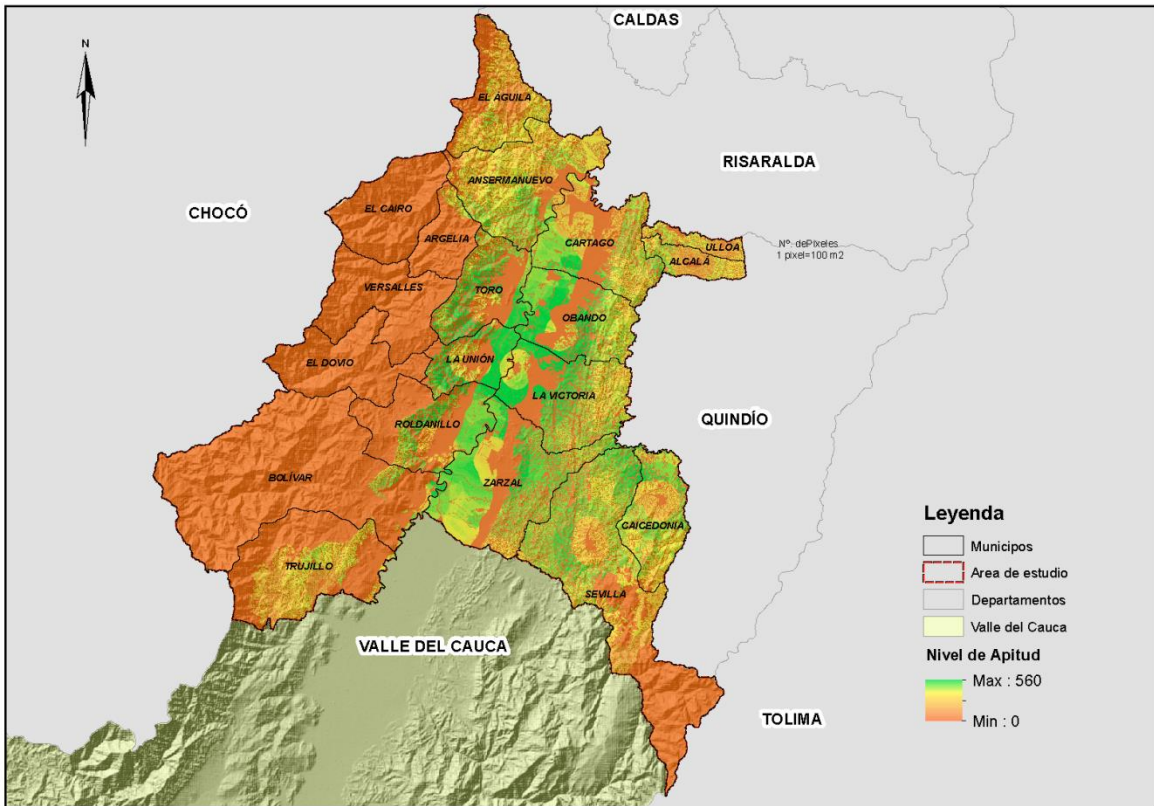 CALDAS
N
EL ÁGUILA
RISARALDA
ANSERMANUEVO
CHOCÓ
EL CAIRO
ARGELIA
CARTAGO
ULLOA
Nº. dePixeles
1 pixel=100 m2
ALCALÁ
VERSALLES
TORO
OBANDO
EL DOVIO
LA UNIÓN
LA VICTORIA
ROLDANILLO
QUINDÍO
BOLÍVAR
ZARZAL
CAICEDONIA
TRUJILLO
SEVILLA
VALLE DEL CAUCA
TOLIMA
Leyenda
Municipos
Area de estudio
Departamentos
Valle del Cauca
Nivel de Apitud
Max : 560
Min : 0